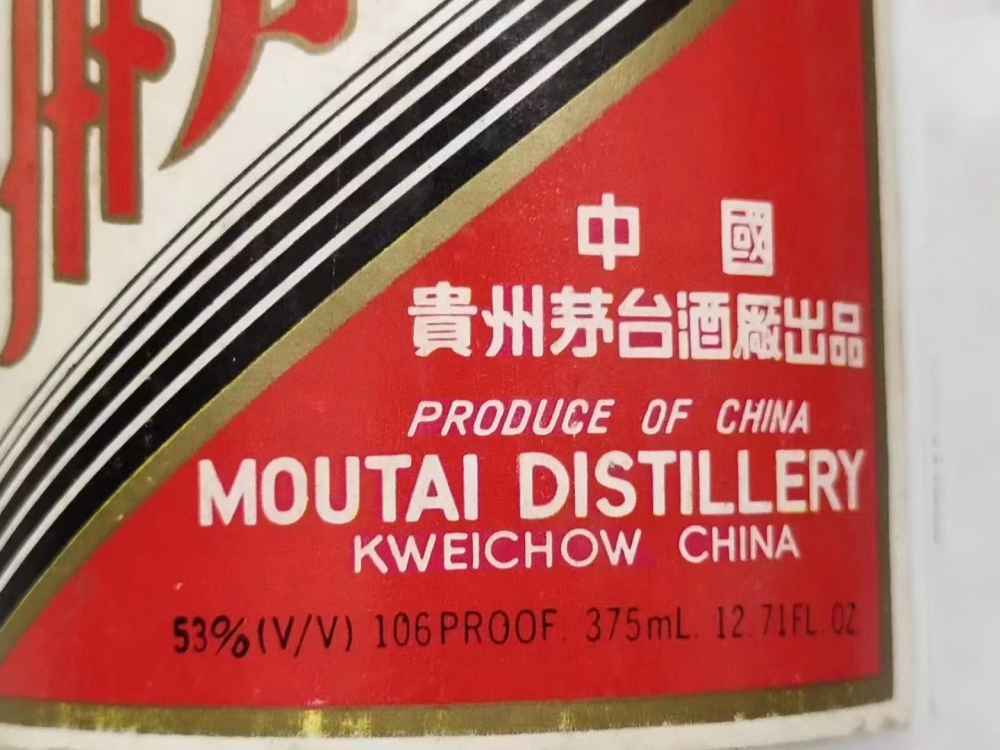 中國
貴州茅台酒廠出品
PRODUCE OF CHINA
MOUTAI DISTILLERY
KWEICHOW CHINA
53%(V/V) 106PROOF. 375mL. 12.71FL.OZ